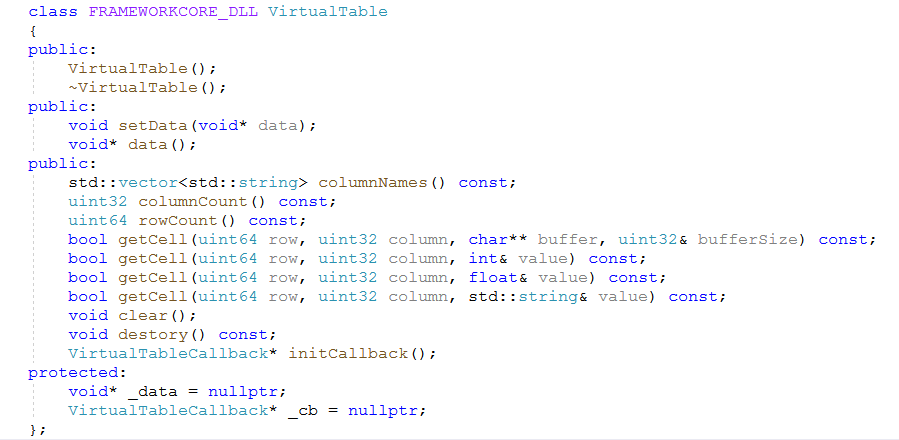 class FRAMEWORKCORE_DLL VirtualTable
{
public:
    VirtualTable();
    ~VirtualTable();
public:
    void setData(void* data);
    void* data();
public:
    std::vector<std::string> columnNames() const;
    uint32 columnCount() const;
    uint64 rowCount() const;
    bool getCell(uint64 row, uint32 column, char** buffer, uint32& bufferSize) const;
    bool getCell(uint64 row, uint32 column, int& value) const;
    bool getCell(uint64 row, uint32 column, float& value) const;
    bool getCell(uint64 row, uint32 column, std::string& value) const;
    void clear();
    void destory() const;
    VirtualTableCallback* initCallback();
protected:
    void* _data = nullptr;
    VirtualTableCallback* _cb = nullptr;
};